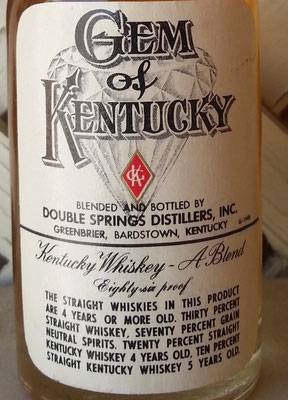 GEM
of
KENTUCKY
KC
BLENDED AND BOTTLED BY
DOUBLE SPRINGS DISTILLERS, INC.
GREENBRIER, BARDSTOWN, KENTUCKY
Kentucky Whiskey - A Blend
Eighty-six proof
THE STRAIGHT WHISKIES IN THIS PRODUCT
ARE 4 YEARS OR MORE OLD. THIRTY PERCENT
STRAIGHT WHISKEY, SEVENTY PERCENT GRAIN
NEUTRAL SPIRITS. TWENTY PERCENT STRAIGHT
KENTUCKY WHISKEY 4 YEARS OLD, TEN PERCENT
STRAIGHT KENTUCKY WHISKEY 5 YEARS OLD.